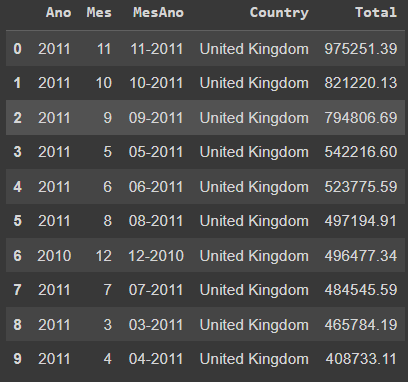 Ano Mes MesAno Country Total
0 2011 11 11-2011 United Kingdom 975251.39
1 2011 10 10-2011 United Kingdom 821220.13
2 2011 9 09-2011 United Kingdom 794806.69
3 2011 5 05-2011 United Kingdom 542216.60
4 2011 6 06-2011 United Kingdom 523775.59
5 2011 8 08-2011 United Kingdom 497194.91
6 2010 12 12-2010 United Kingdom 496477.34
7 2011 7 07-2011 United Kingdom 484545.59
8 2011 3 03-2011 United Kingdom 465784.19
9 2011 4 04-2011 United Kingdom 408733.11